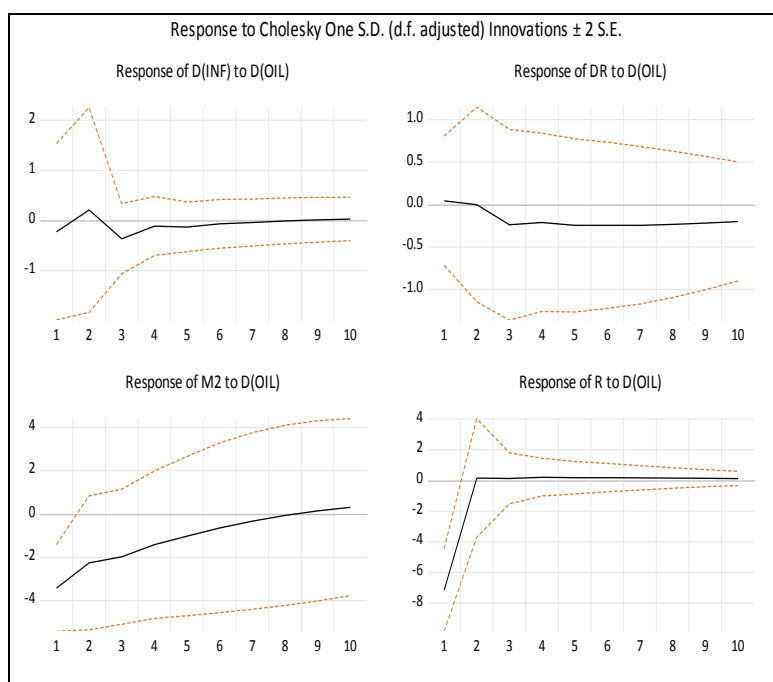 Response to Cholesky One S.D. (d.f. adjusted) Innovations ± 2 S.E.
Response of D(INF) to D(OIL)
2
1
0
-1
1 2 3 4 5 6 7 8 9 10
Response of DR to D(OIL)
1.0
0.5
0.0
-0.5
-1.0
1 2 3 4 5 6 7 8 9 10
Response of M2 to D(OIL)
4
2
0
-2
-4
1 2 3 4 5 6 7 8 9 10
Response of R to D(OIL)
4
2
0
-2
-4
-6
-8
1 2 3 4 5 6 7 8 9 10